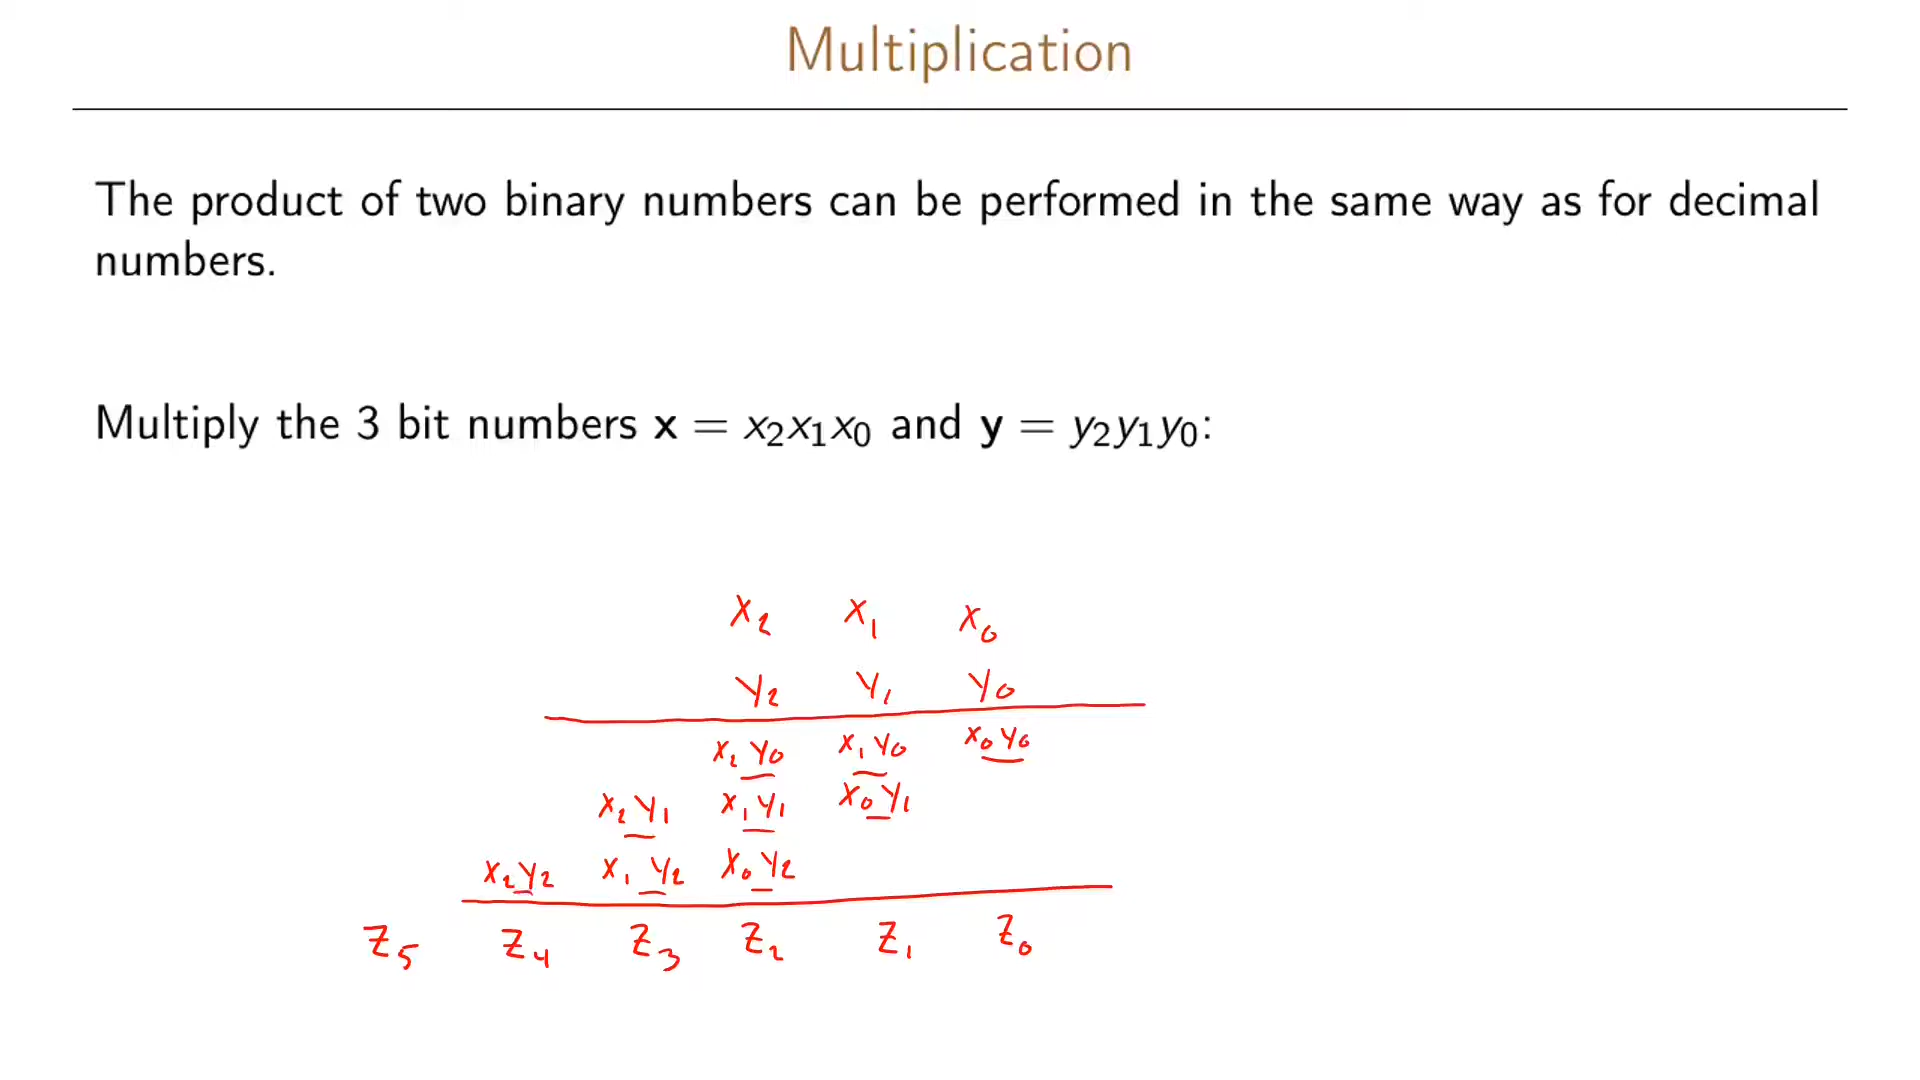 Multiplication
The product of two binary numbers can be performed in the same way as for decimal
numbers.
Multiply the 3 bit numbers x = x₂x₁x₀ and y = y₂y₁y₀:
x₂ x₁ x₀
y₂ y₁ y₀
x₂y₀ x₁y₀ x₀y₀
x₂y₁ x₁y₁ x₀y₁
x₂y₂ x₁y₂ x₀y₂
z₅ z₄ z₃ z₂ z₁ z₀